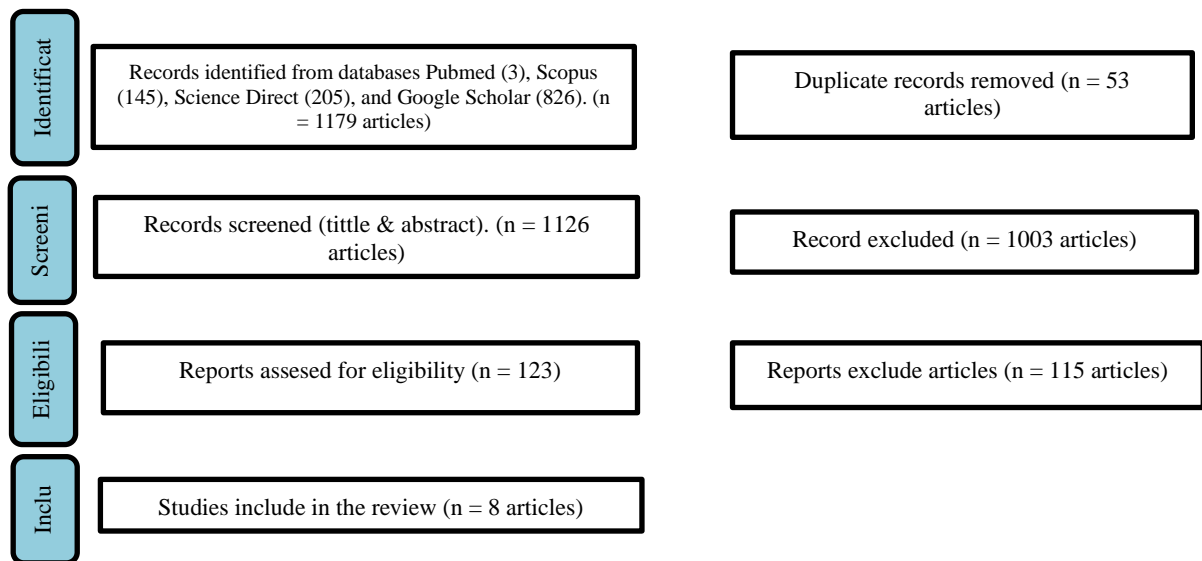 Identificat
Records identified from databases Pubmed (3), Scopus
(145), Science Direct (205), and Google Scholar (826). (n
= 1179 articles)
Duplicate records removed (n = 53
articles)
Screeni
Records screened (tittle & abstract). (n = 1126
articles)
Record excluded (n = 1003 articles)
Eligibili
Reports assesed for eligibility (n = 123)
Reports exclude articles (n = 115 articles)
Inclu
Studies include in the review (n = 8 articles)